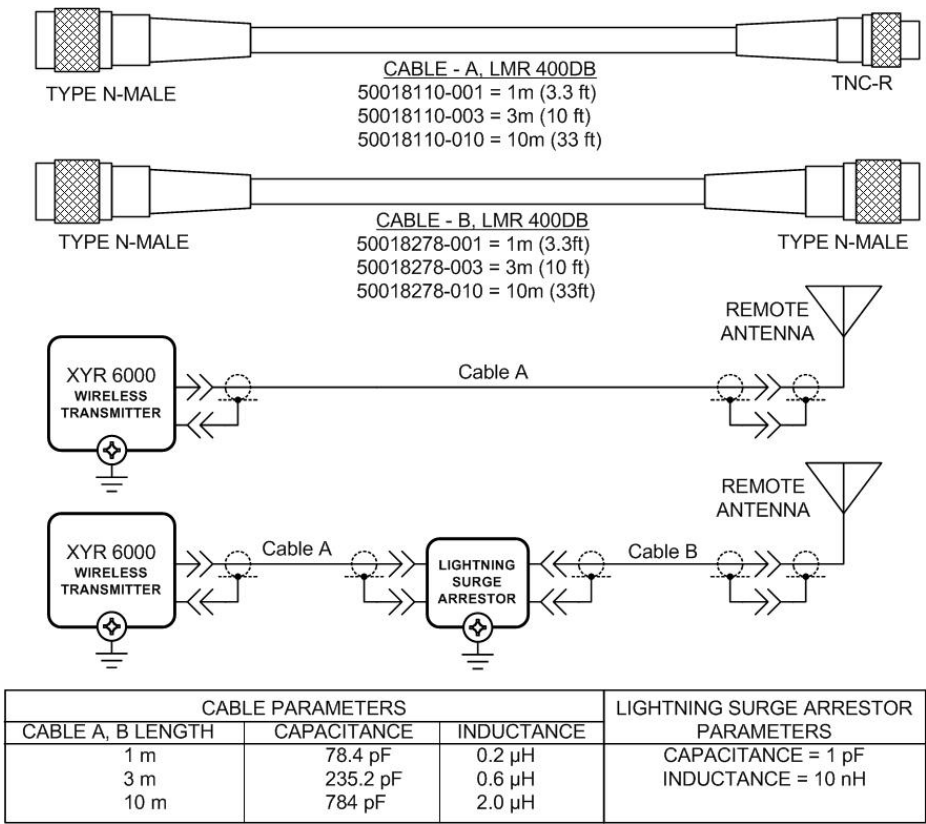 TYPE N-MALE
CABLE - A, LMR 400DB
50018110-001 = 1m (3.3 ft)
50018110-003 = 3m (10 ft)
50018110-010 = 10m (33 ft)
TNC-R
TYPE N-MALE
CABLE - B, LMR 400DB
50018278-001 = 1m (3.3ft)
50018278-003 = 3m (10 ft)
50018278-010 = 10m (33ft)
TYPE N-MALE
REMOTE
ANTENNA
XYR 6000
WIRELESS
TRANSMITTER
Cable A
REMOTE
ANTENNA
XYR 6000
WIRELESS
TRANSMITTER
Cable A
LIGHTNING
SURGE
ARRESTOR
Cable B
CABLE PARAMETERS
CABLE A, B LENGTH CAPACITANCE INDUCTANCE
1 m 78.4 pF 0.2 µH
3 m 235.2 pF 0.6 µH
10 m 784 pF 2.0 µH
LIGHTNING SURGE ARRESTOR
PARAMETERS
CAPACITANCE = 1 pF
INDUCTANCE = 10 nH